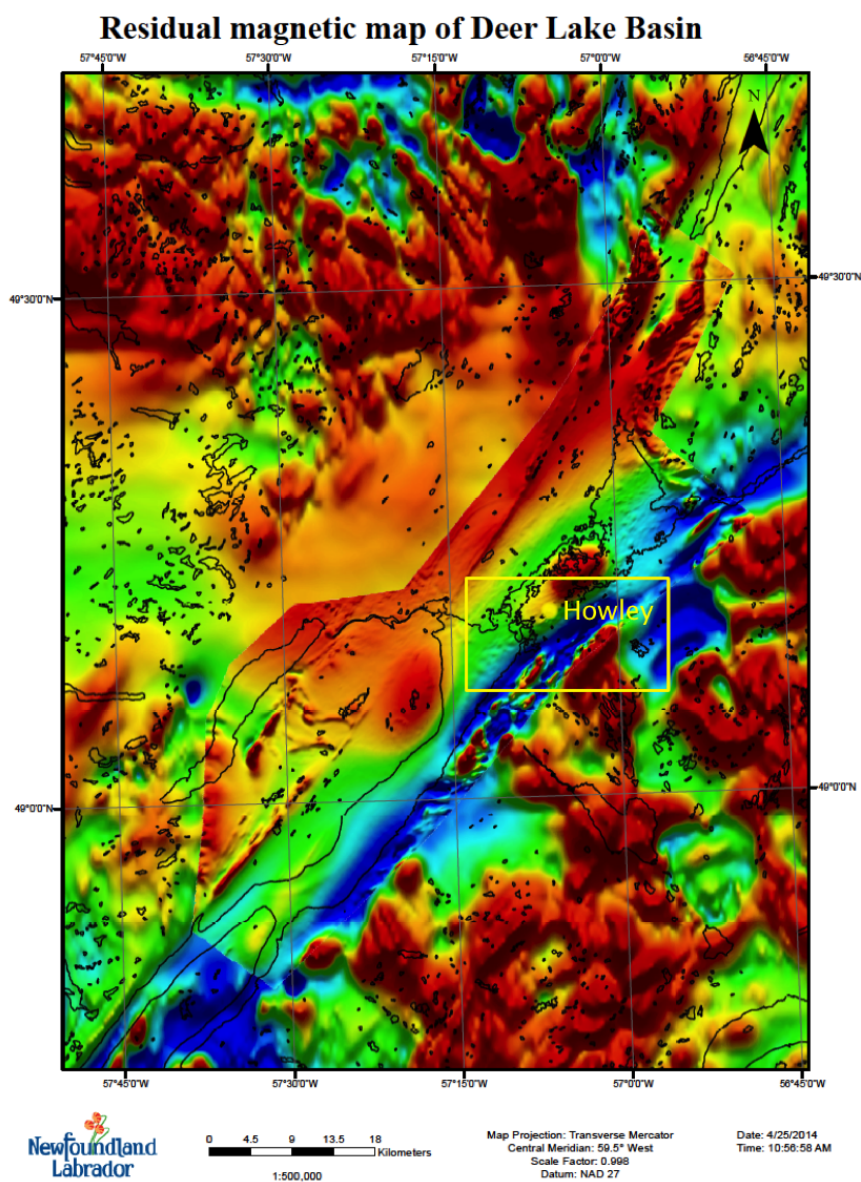 Residual magnetic map of Deer Lake Basin
57°45'0"W 57°30'0"W 57°15'0"W 57°0'0"W 56°45'0"W
N
49°30'0"N 49°30'0"N
Howley
49°0'0"N 49°0'0"N
57°45'0"W 57°30'0"W 57°15'0"W 57°0'0"W 56°45'0"W
Newfoundland
Labrador
0 4.5 9 13.5 18
Kilometers
1:500,000
Map Projection: Transverse Mercator
Central Meridian: 59.5° West
Scale Factor: 0.998
Datum: NAD 27
Date: 4/25/2014
Time: 10:56:58 AM